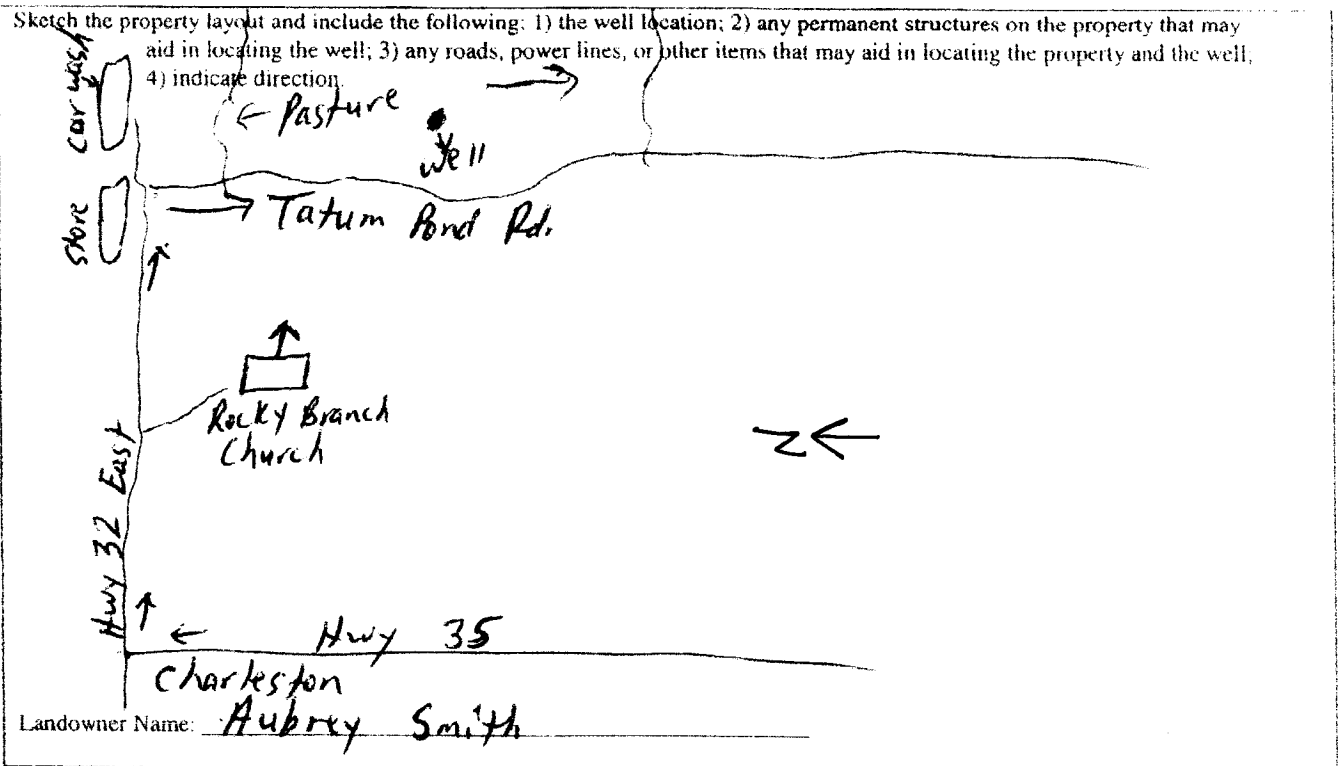 Sketch the property layout and include the following: 1) the well location; 2) any permanent structures on the property that may
aid in locating the well; 3) any roads, power lines, or other items that may aid in locating the property and the well;
4) indicate direction.
car wash
← Pasture
well
store
Tatum Pond Rd.
Rocky Branch
Church
N
Hwy 32 East
Hwy 35
Charleston
Landowner Name: Aubrey Smith